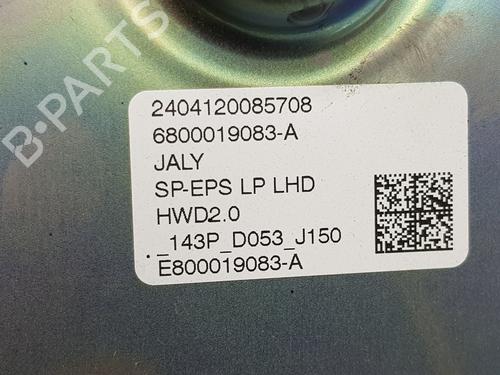 B-PARTS
2404120085708
6800019083-A
JALY
SP-EPS LP LHD
HWD2.0
_143P_D053_J150
E800019083-A